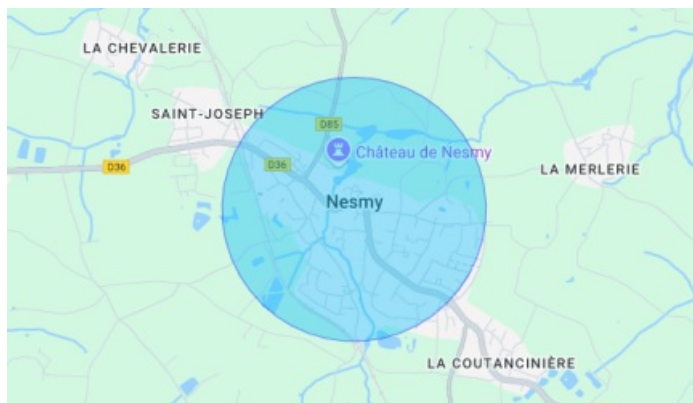 LA CHEVALERIE
SAINT-JOSEPH
D85
Château de Nesmy
D36
D36
LA MERLERIE
Nesmy
LA COUTANCINIÈRE